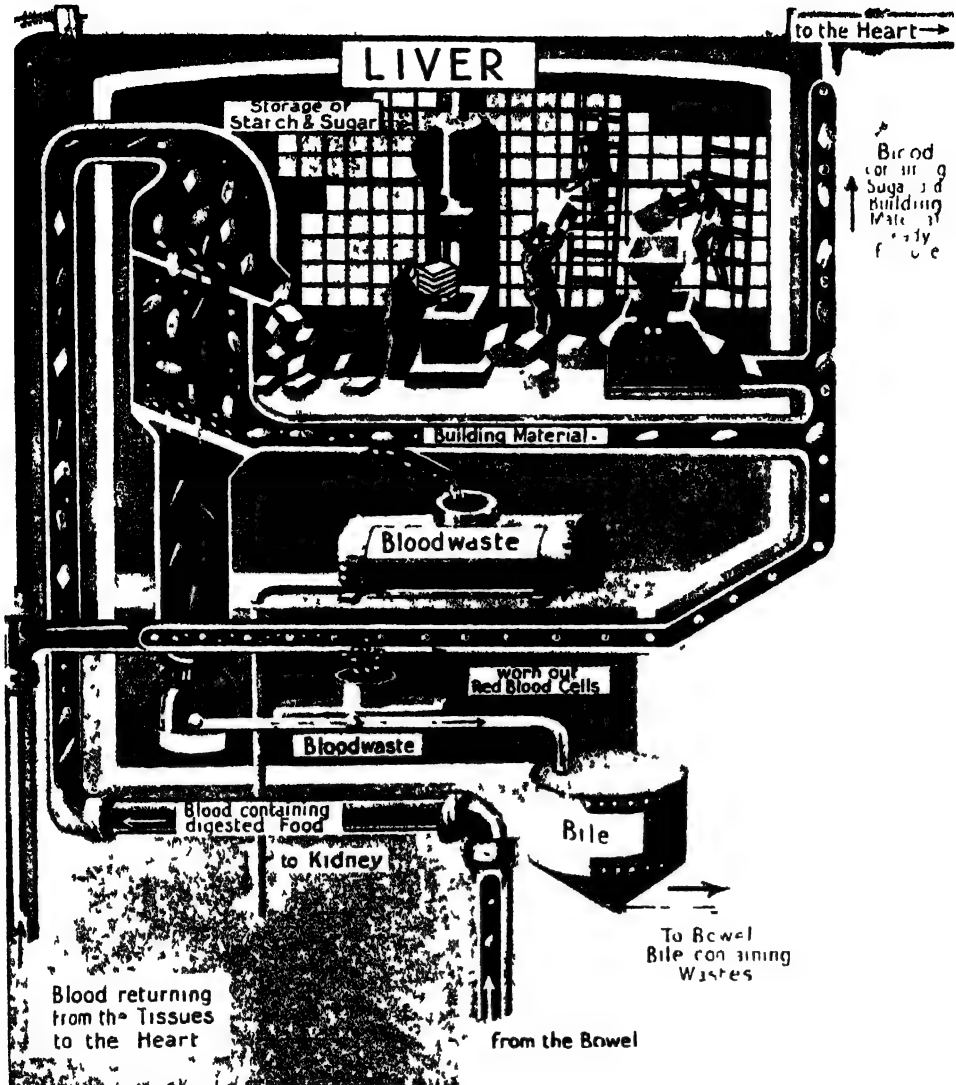 to the Heart
LIVER
Storage of
Starch & Sugar
Blood
Building
Building Material.
Bloodwaste
worn out
Red Blood Cells
Bloodwaste
Blood containing
digested Food
to Kidney
Bile
To Bowel
Bile containing
Wastes
Blood returning
from the Tissues
to the Heart
from the Bowel